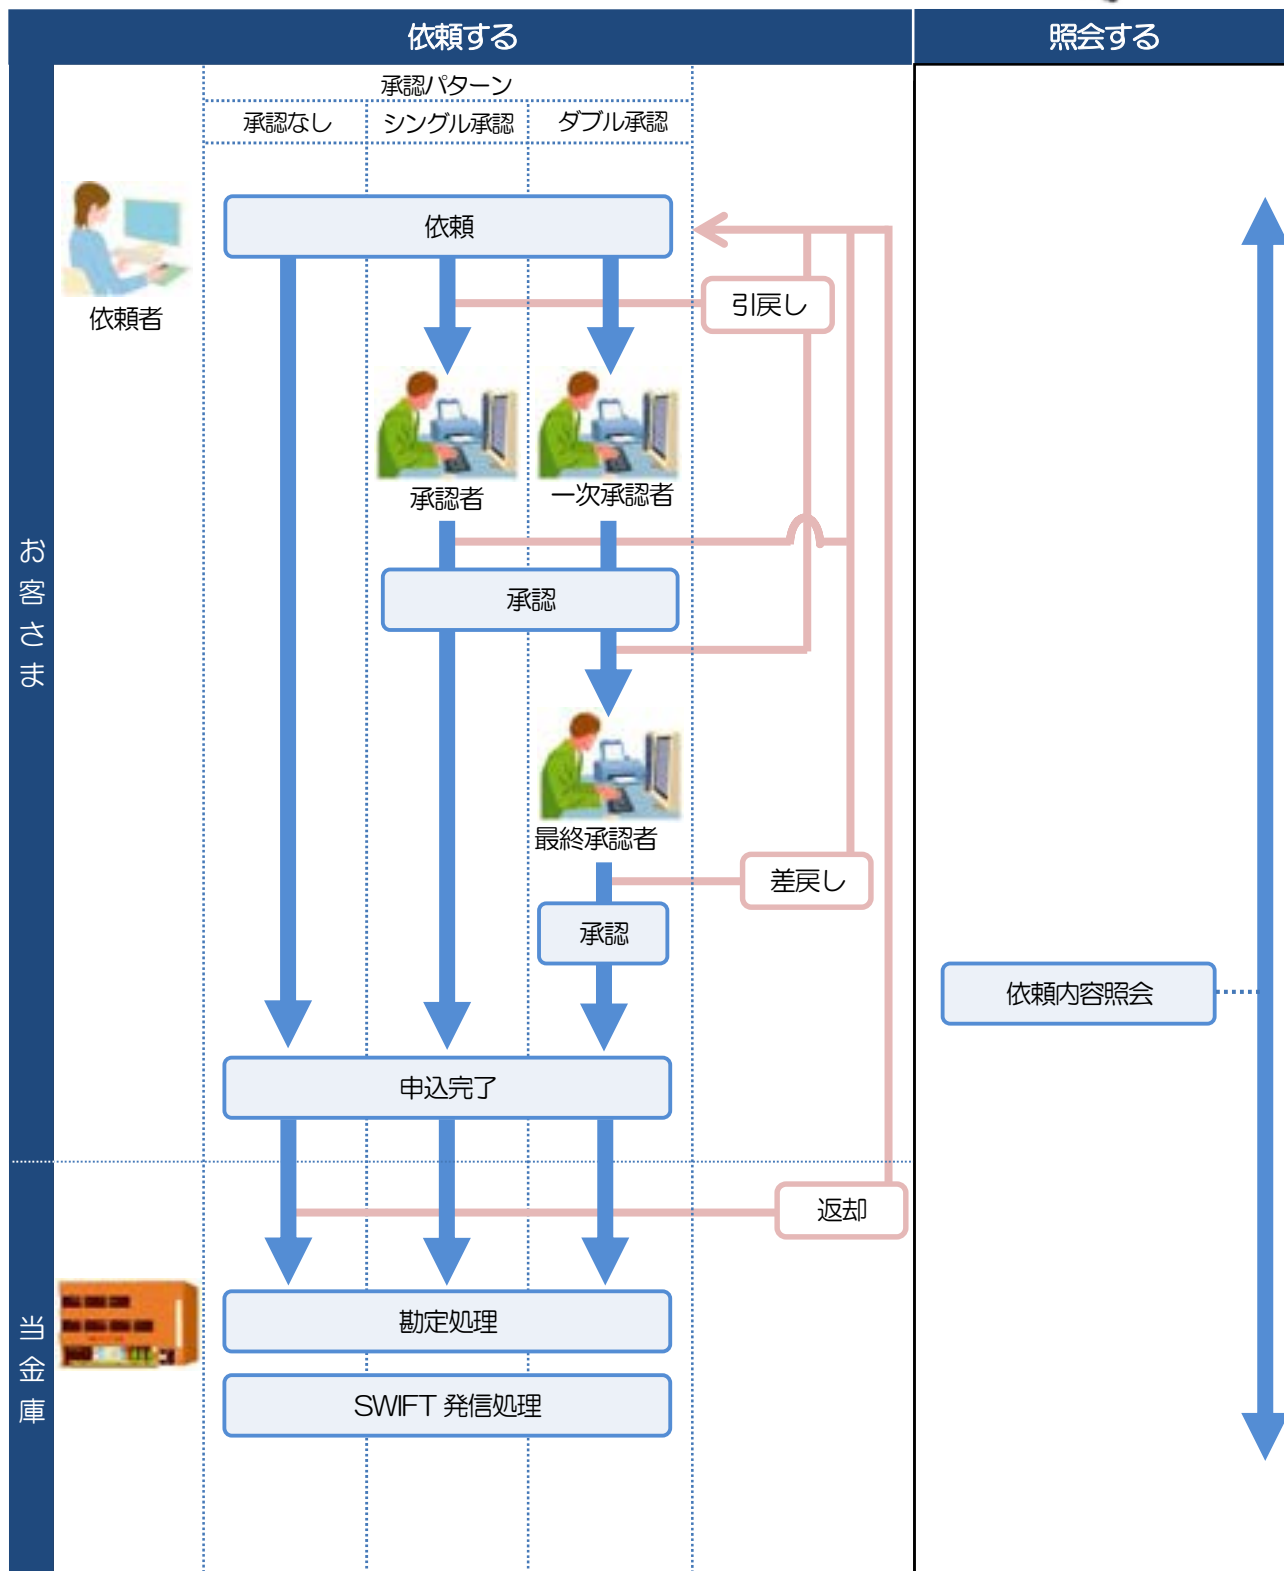 依頼する
照会する
承認パターン
承認なし
シングル承認
ダブル承認
依頼
引戻し
依頼者
承認者
一次承認者
お客さま
承認
最終承認者
差戻し
承認
依頼内容照会
申込完了
返却
勘定処理
当金庫
SWIFT 発信処理